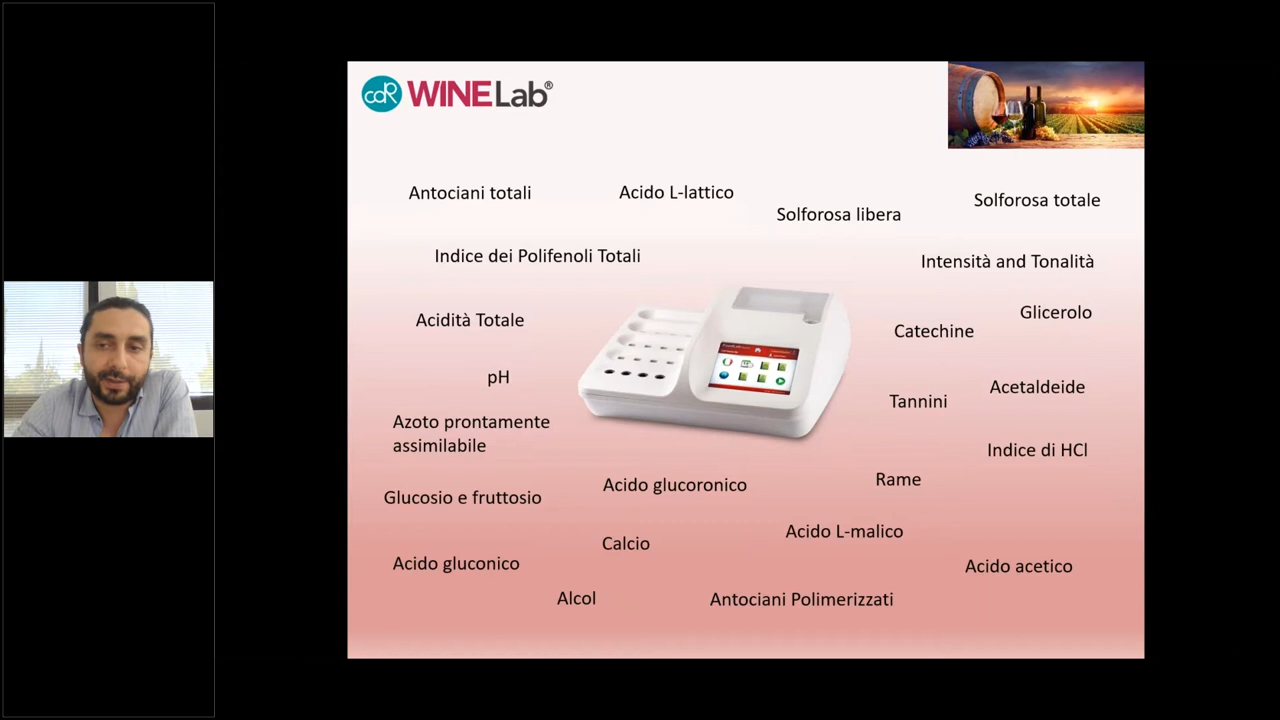 cdR WINELab®
Antociani totali
Acido L-lattico
Solforosa libera
Solforosa totale
Indice dei Polifenoli Totali
Intensità and Tonalità
Acidità Totale
Glicerolo
Catechine
pH
Acetaldeide
Tannini
Azoto prontamente
assimilabile
Indice di HCl
Rame
Acido glucoronico
Glucosio e fruttosio
Acido L-malico
Calcio
Acido gluconico
Acido acetico
Alcol
Antociani Polimerizzati